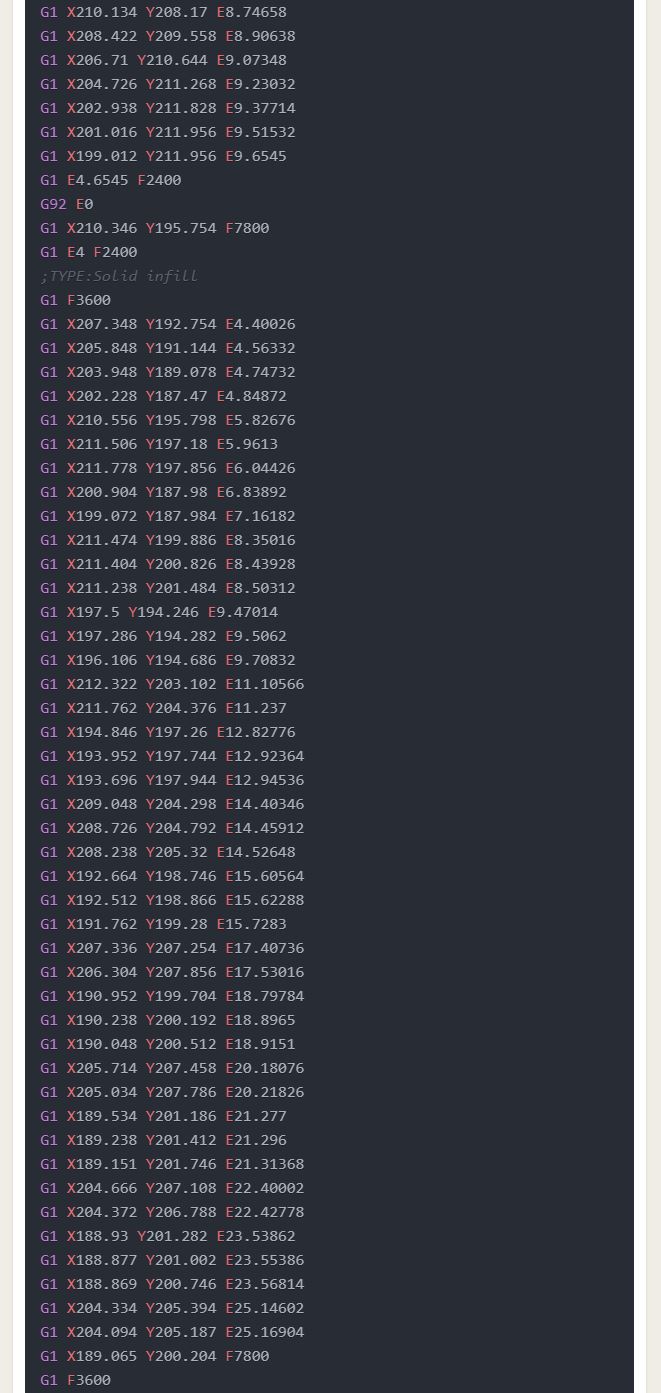 G1 X210.134 Y208.17 E8.74658
G1 X208.422 Y209.558 E8.90638
G1 X206.71 Y210.644 E9.07348
G1 X204.726 Y211.268 E9.23032
G1 X202.938 Y211.828 E9.37714
G1 X201.016 Y211.956 E9.51532
G1 X199.012 Y211.956 E9.6545
G1 E4.6545 F2400
G92 E0
G1 X210.346 Y195.754 F7800
G1 E4 F2400
;TYPE:Solid infill
G1 F3600
G1 X207.348 Y192.754 E4.40026
G1 X205.848 Y191.144 E4.56332
G1 X203.948 Y189.078 E4.74732
G1 X202.228 Y187.47 E4.84872
G1 X210.556 Y195.798 E5.82676
G1 X211.506 Y197.18 E5.9613
G1 X211.778 Y197.856 E6.04426
G1 X200.904 Y187.98 E6.83892
G1 X199.072 Y187.984 E7.16182
G1 X211.474 Y199.886 E8.35016
G1 X211.404 Y200.826 E8.43928
G1 X211.238 Y201.484 E8.50312
G1 X197.5 Y194.246 E9.47014
G1 X197.286 Y194.282 E9.5062
G1 X196.106 Y194.686 E9.70832
G1 X212.322 Y203.102 E11.10566
G1 X211.762 Y204.376 E11.237
G1 X194.846 Y197.26 E12.82776
G1 X193.952 Y197.744 E12.92364
G1 X193.696 Y197.944 E12.94536
G1 X209.048 Y204.298 E14.40346
G1 X208.726 Y204.792 E14.45912
G1 X208.238 Y205.32 E14.52648
G1 X192.664 Y198.746 E15.60564
G1 X192.512 Y198.866 E15.62288
G1 X191.762 Y199.28 E15.7283
G1 X207.336 Y207.254 E17.40736
G1 X206.304 Y207.856 E17.53016
G1 X190.952 Y199.704 E18.79784
G1 X190.238 Y200.192 E18.8965
G1 X190.048 Y200.512 E18.9151
G1 X205.714 Y207.458 E20.18076
G1 X205.034 Y207.786 E20.21826
G1 X189.534 Y201.186 E21.277
G1 X189.238 Y201.412 E21.296
G1 X189.151 Y201.746 E21.31368
G1 X204.666 Y207.108 E22.40002
G1 X204.372 Y206.788 E22.42778
G1 X188.93 Y201.282 E23.53862
G1 X188.877 Y201.002 E23.55386
G1 X188.869 Y200.746 E23.56814
G1 X204.334 Y205.394 E25.14602
G1 X204.094 Y205.187 E25.16904
G1 X189.065 Y200.204 F7800
G1 F3600